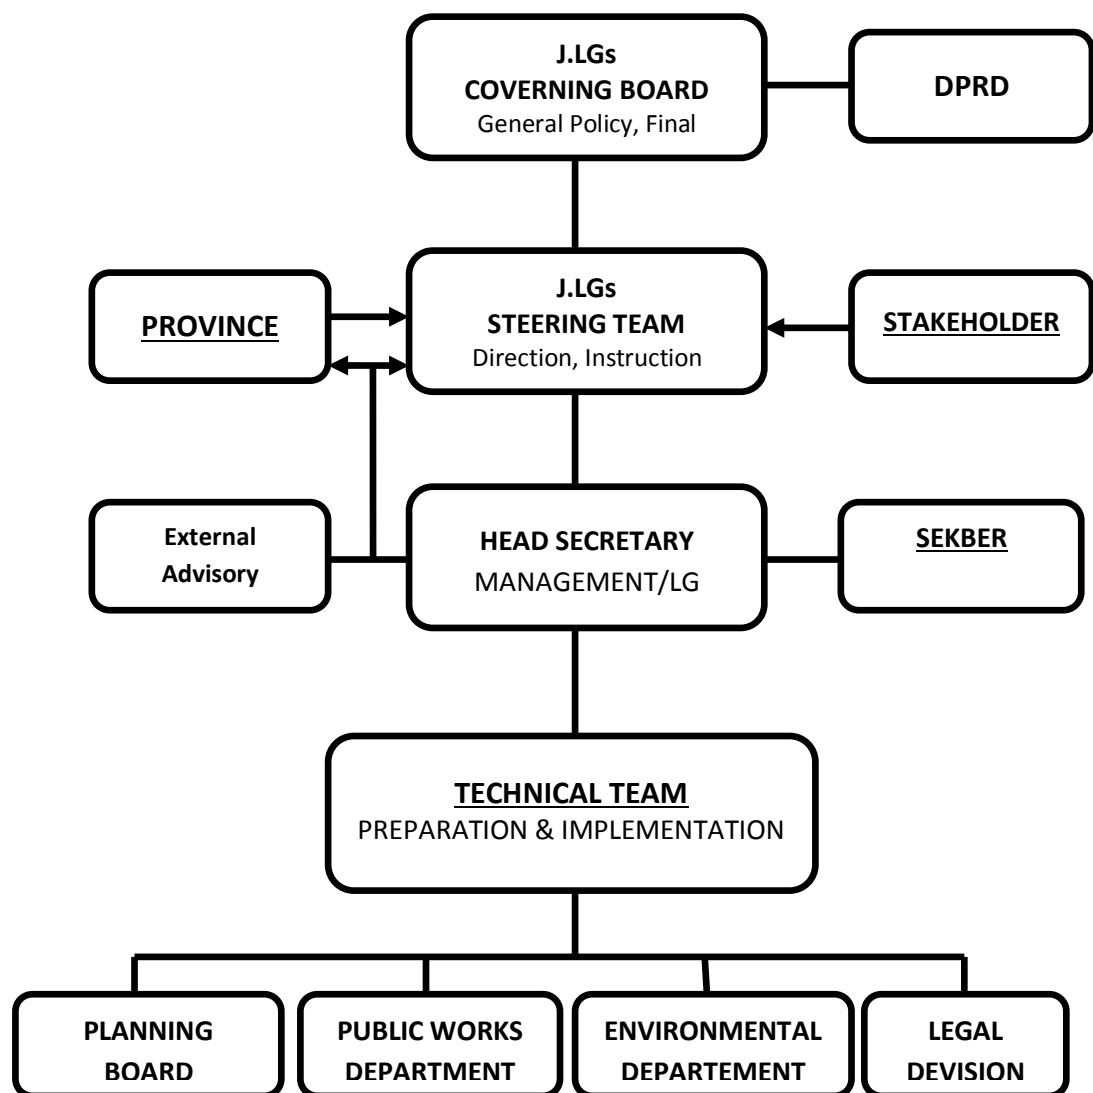 J.LGs
COVERNING BOARD
General Policy, Final
DPRD
PROVINCE
J.LGs
STEERING TEAM
Direction, Instruction
STAKEHOLDER
External
Advisory
HEAD SECRETARY
MANAGEMENT/LG
SEKBER
TECHNICAL TEAM
PREPARATION & IMPLEMENTATION
PLANNING
BOARD
PUBLIC WORKS
DEPARTMENT
ENVIRONMENTAL
DEPARTEMENT
LEGAL
DEVISION